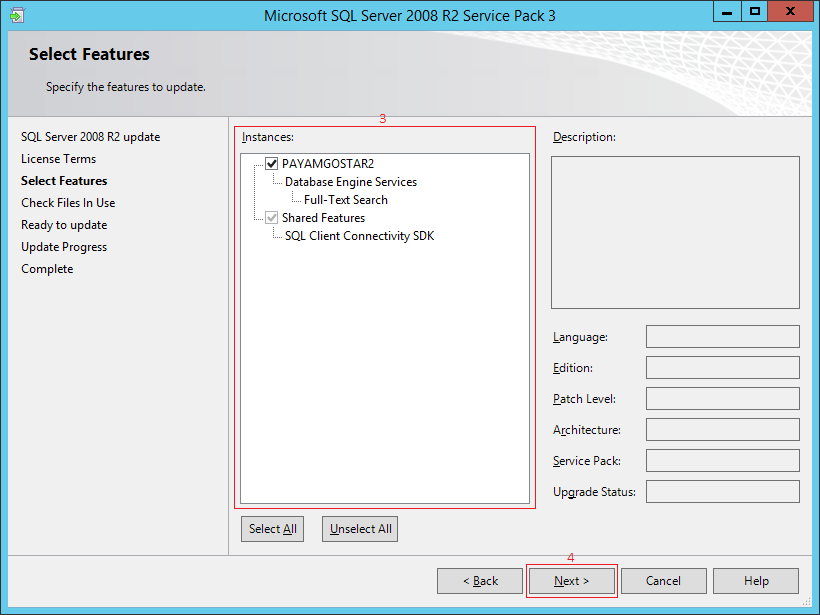 Microsoft SQL Server 2008 R2 Service Pack 3
Select Features
Specify the features to update.
SQL Server 2008 R2 update
License Terms
Select Features
Check Files In Use
Ready to update
Update Progress
Complete
3
Instances:
PAYAMGOSTAR2
Database Engine Services
Full-Text Search
Shared Features
SQL Client Connectivity SDK
Select All
Unselect All
Description:
Language:
Edition:
Patch Level:
Architecture:
Service Pack:
Upgrade Status:
4
< Back
Next >
Cancel
Help